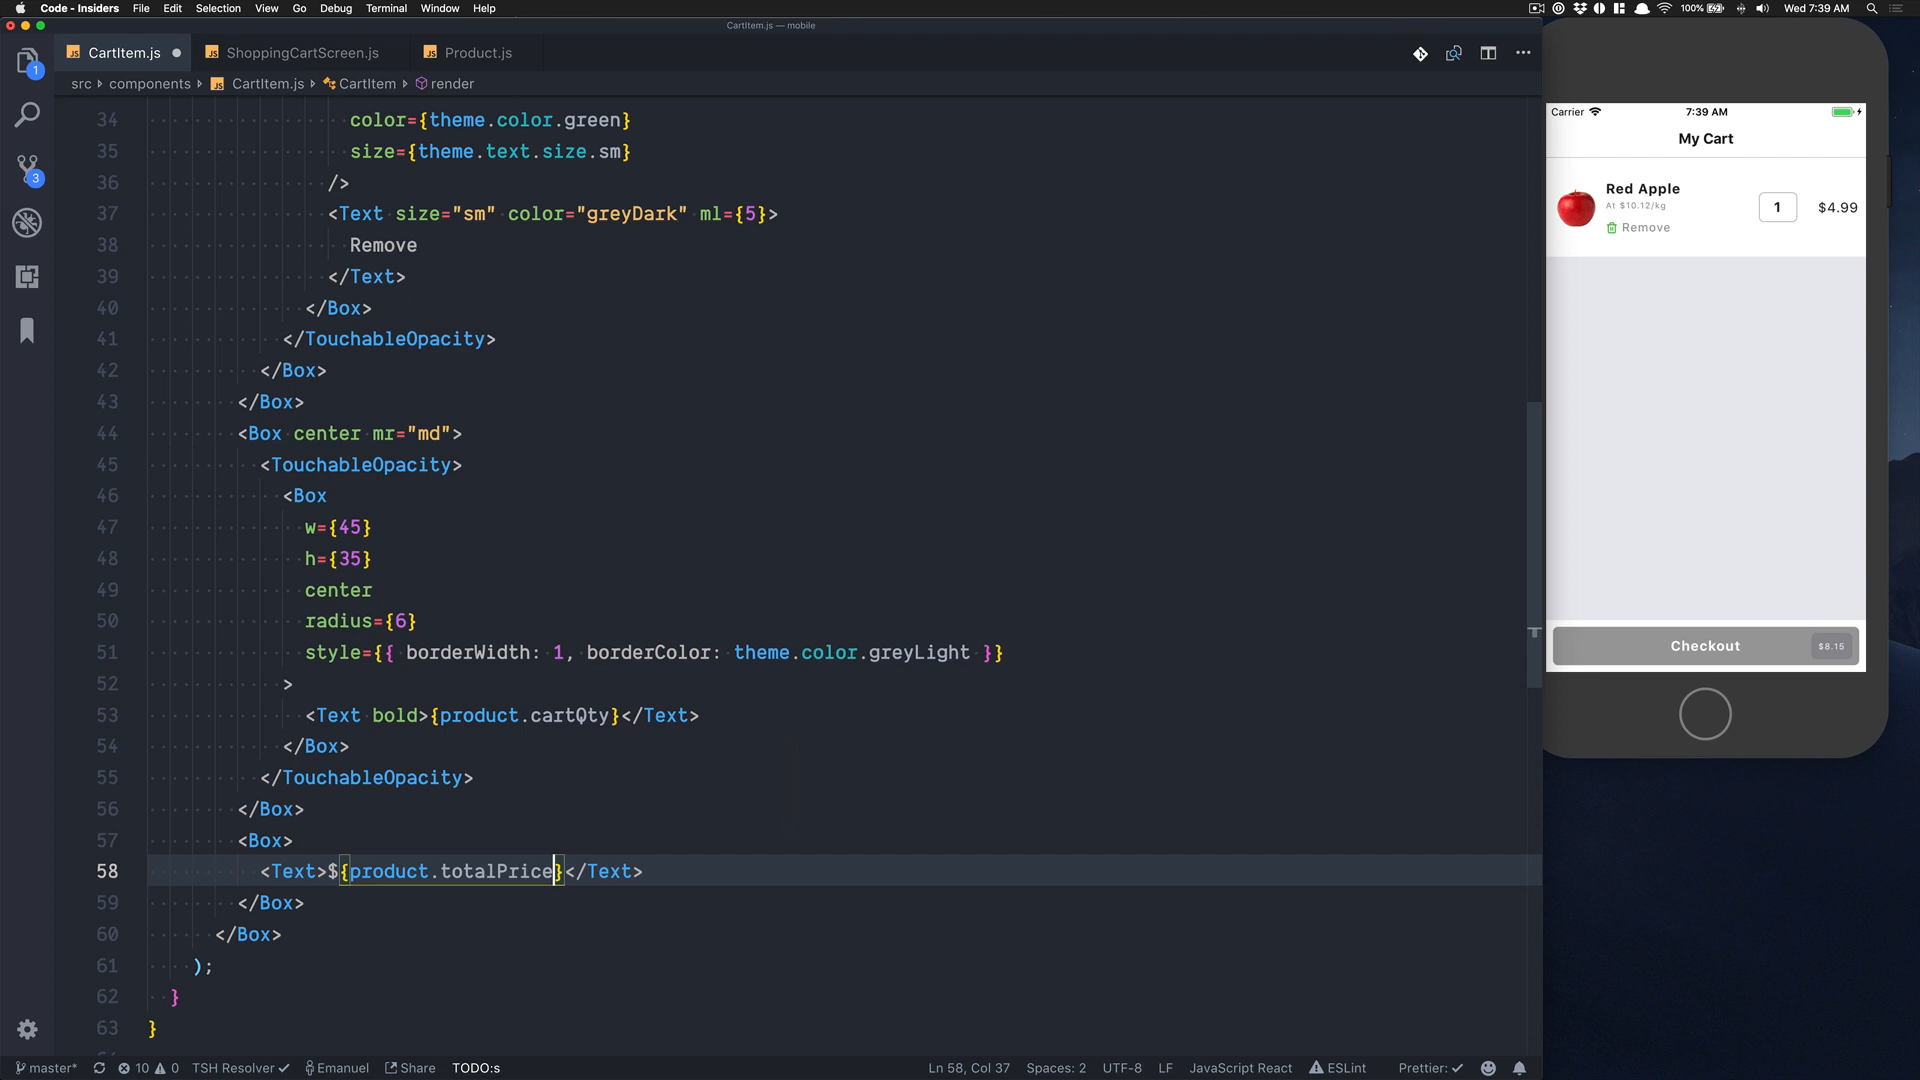 Code - Insiders File Edit Selection View Go Debug Terminal Window Help 100% Wed 7:39 AM
CartItem.js — mobile
CartItem.js ShoppingCartScreen.js Product.js
src components CartItem.js CartItem render
34 color={theme.color.green}
35 size={theme.text.size.sm}
36 />
37 <Text size="sm" color="greyDark" ml={5}>
38 Remove
39 </Text>
40 </Box>
41 </TouchableOpacity>
42 </Box>
43 </Box>
44 <Box center mr="md">
45 <TouchableOpacity>
46 <Box
47 w={45}
48 h={35}
49 center
50 radius={6}
51 style={{ borderWidth: 1, borderColor: theme.color.greyLight }}
52 >
53 <Text bold>{product.cartQty}</Text>
54 </Box>
55 </TouchableOpacity>
56 </Box>
57 <Box>
58 <Text>${product.totalPrice}</Text>
59 </Box>
60 </Box>
61 );
62 }
63 }
1
3
master* 10 0 TSH Resolver Emanuel Share TODO:s Ln 58, Col 37 Spaces: 2 UTF-8 LF JavaScript React ESLint Prettier:
Carrier 7:39 AM
My Cart
Red Apple
At $10.12/kg
Remove
1
$4.99
Checkout
$8.15